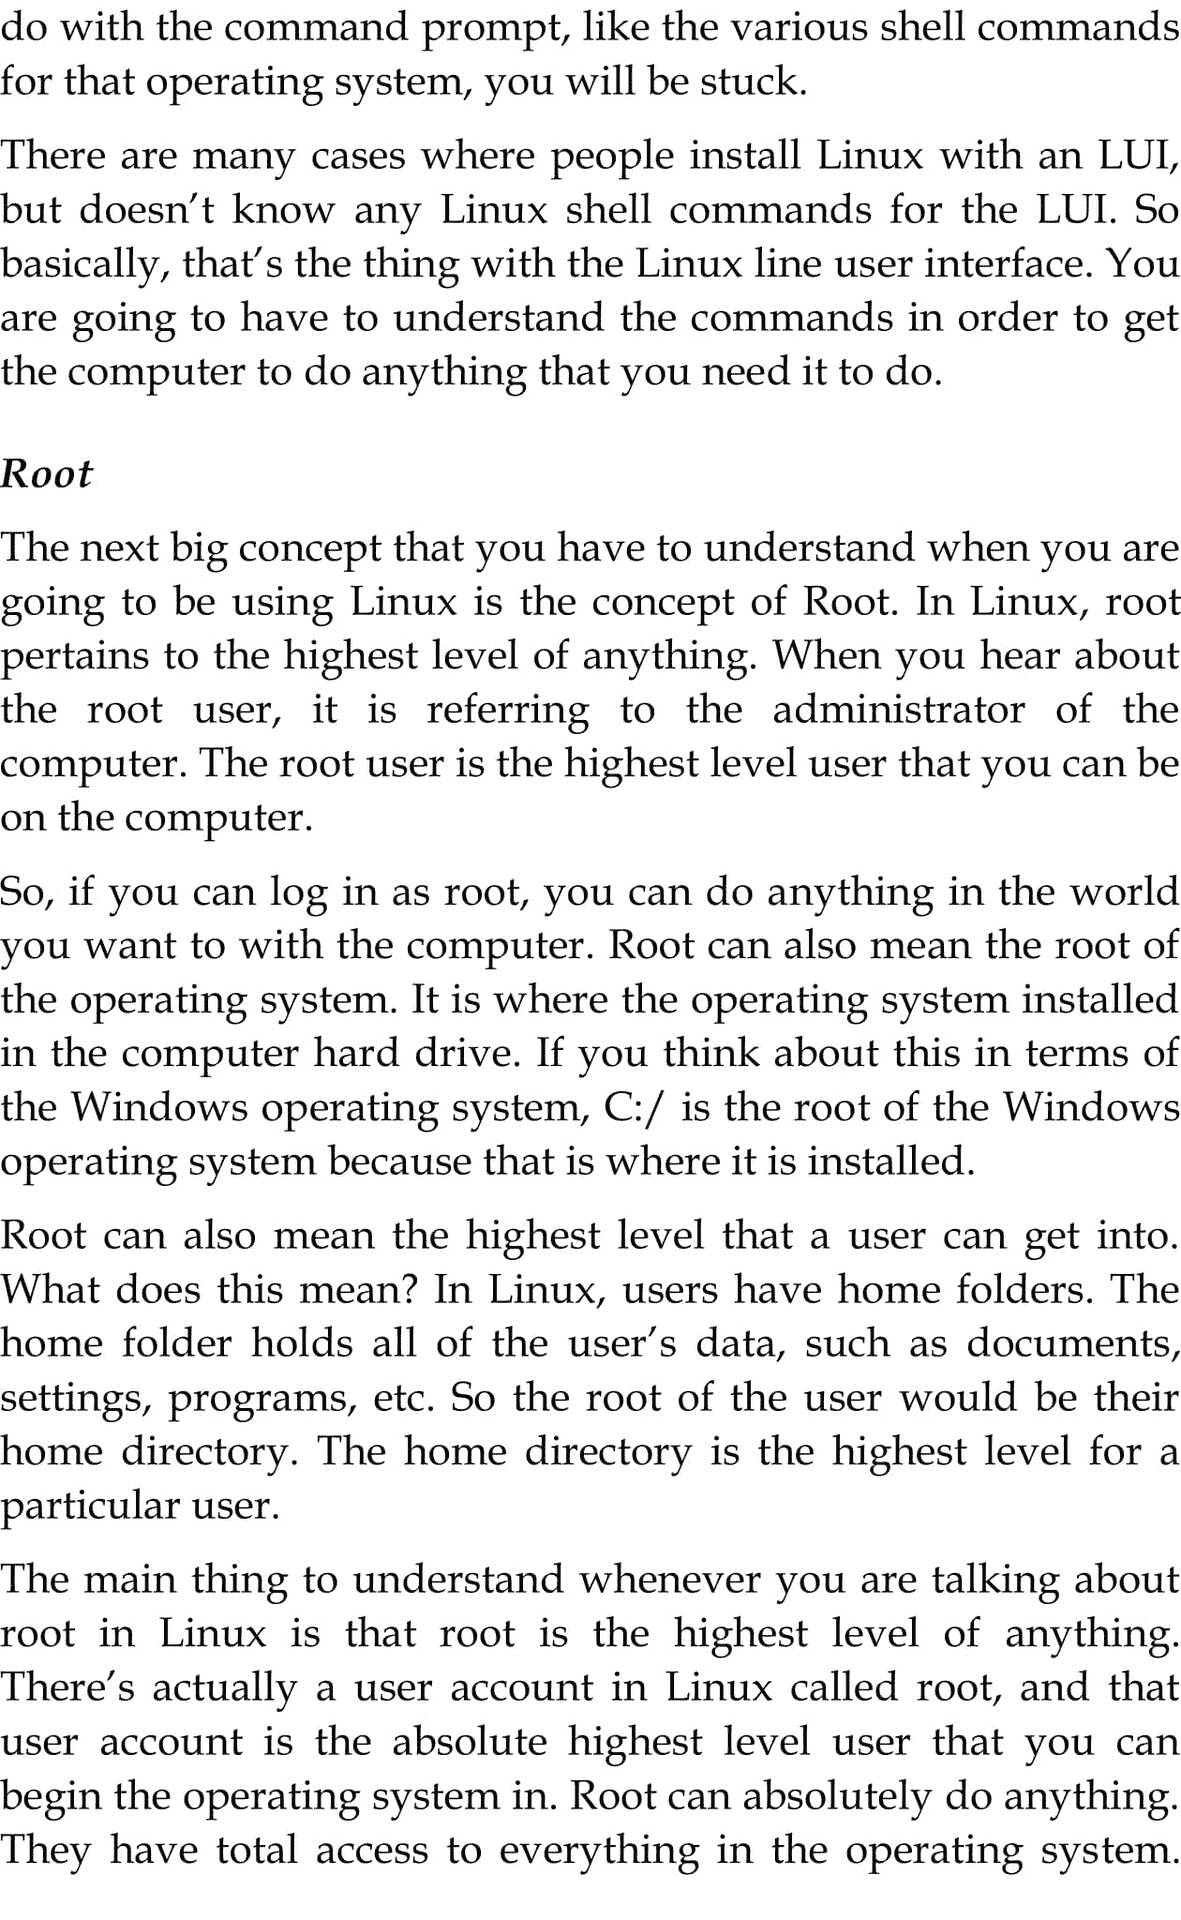 do with the command prompt, like the various shell commands
for that operating system, you will be stuck.
There are many cases where people install Linux with an LUI,
but doesn’t know any Linux shell commands for the LUI. So
basically, that’s the thing with the Linux line user interface. You
are going to have to understand the commands in order to get
the computer to do anything that you need it to do.
Root
The next big concept that you have to understand when you are
going to be using Linux is the concept of Root. In Linux, root
pertains to the highest level of anything. When you hear about
the root user, it is referring to the administrator of the
computer. The root user is the highest level user that you can be
on the computer.
So, if you can log in as root, you can do anything in the world
you want to with the computer. Root can also mean the root of
the operating system. It is where the operating system installed
in the computer hard drive. If you think about this in terms of
the Windows operating system, C:/ is the root of the Windows
operating system because that is where it is installed.
Root can also mean the highest level that a user can get into.
What does this mean? In Linux, users have home folders. The
home folder holds all of the user’s data, such as documents,
settings, programs, etc. So the root of the user would be their
home directory. The home directory is the highest level for a
particular user.
The main thing to understand whenever you are talking about
root in Linux is that root is the highest level of anything.
There’s actually a user account in Linux called root, and that
user account is the absolute highest level user that you can
begin the operating system in. Root can absolutely do anything.
They have total access to everything in the operating system.